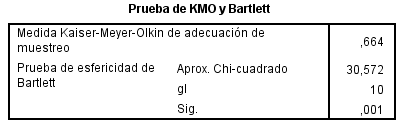 Prueba de KMO y Bartlett
Medida Kaiser-Meyer-Olkin de adecuación de
muestreo ,664
Prueba de esfericidad de Aprox. Chi-cuadrado 30,572
Bartlett gl 10
Sig. ,001